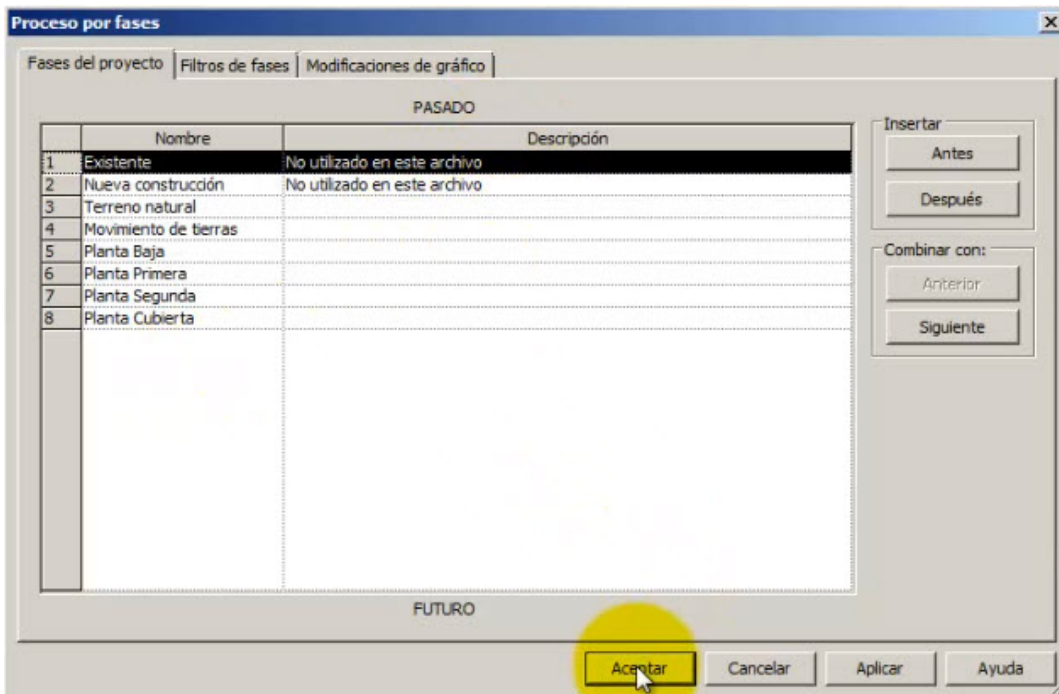 Proceso por fases
Fases del proyecto Filtros de fases Modificaciones de gráfico
PASADO
Nombre Descripción
1 Existente No utilizado en este archivo
2 Nueva construcción No utilizado en este archivo
3 Terreno natural
4 Movimiento de tierras
5 Planta Baja
6 Planta Primera
7 Planta Segunda
8 Planta Cubierta
FUTURO
Insertar
Antes
Después
Combinar con:
Anterior
Siguiente
Aceptar Cancelar Aplicar Ayuda